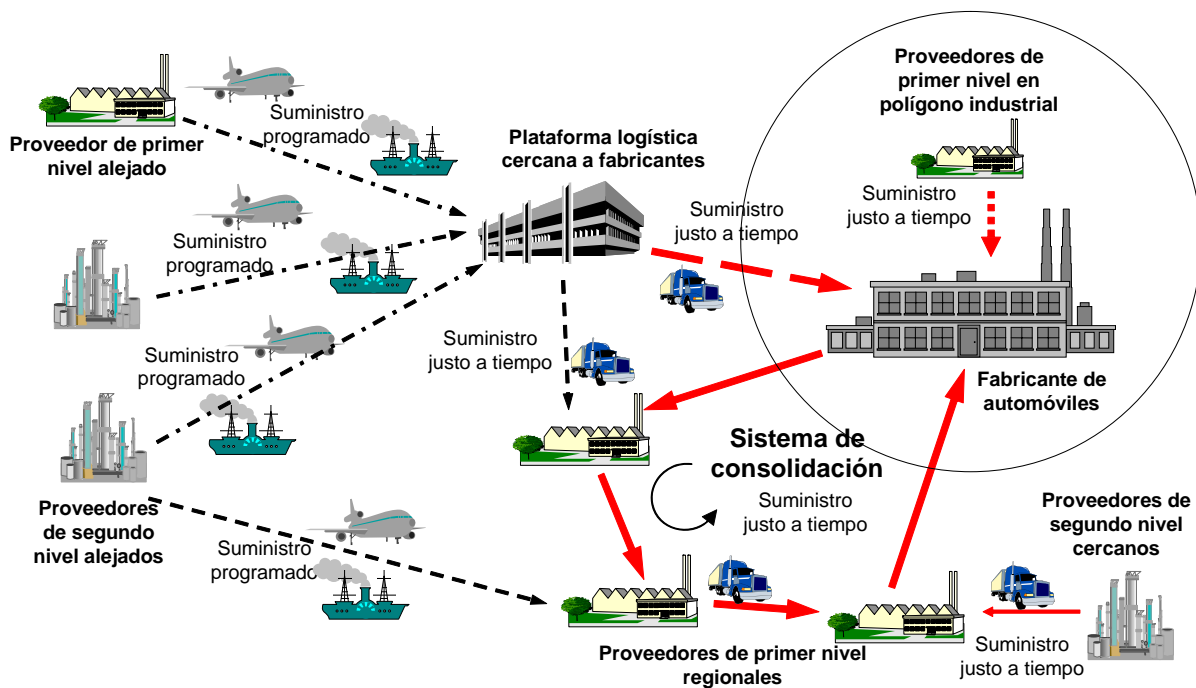 Proveedor de primer
nivel alejado
Suministro
programado
Suministro
programado
Suministro
programado
Proveedores
de segundo
nivel alejados
Suministro
programado
Plataforma logística
cercana a fabricantes
Suministro
justo a tiempo
Suministro
justo a tiempo
Proveedores de
primer nivel en
polígono industrial
Suministro
justo a tiempo
Fabricante de
automóviles
Sistema de
consolidación
Suministro
justo a tiempo
Proveedores de primer nivel
regionales
Proveedores de
segundo nivel
cercanos
Suministro
justo a tiempo